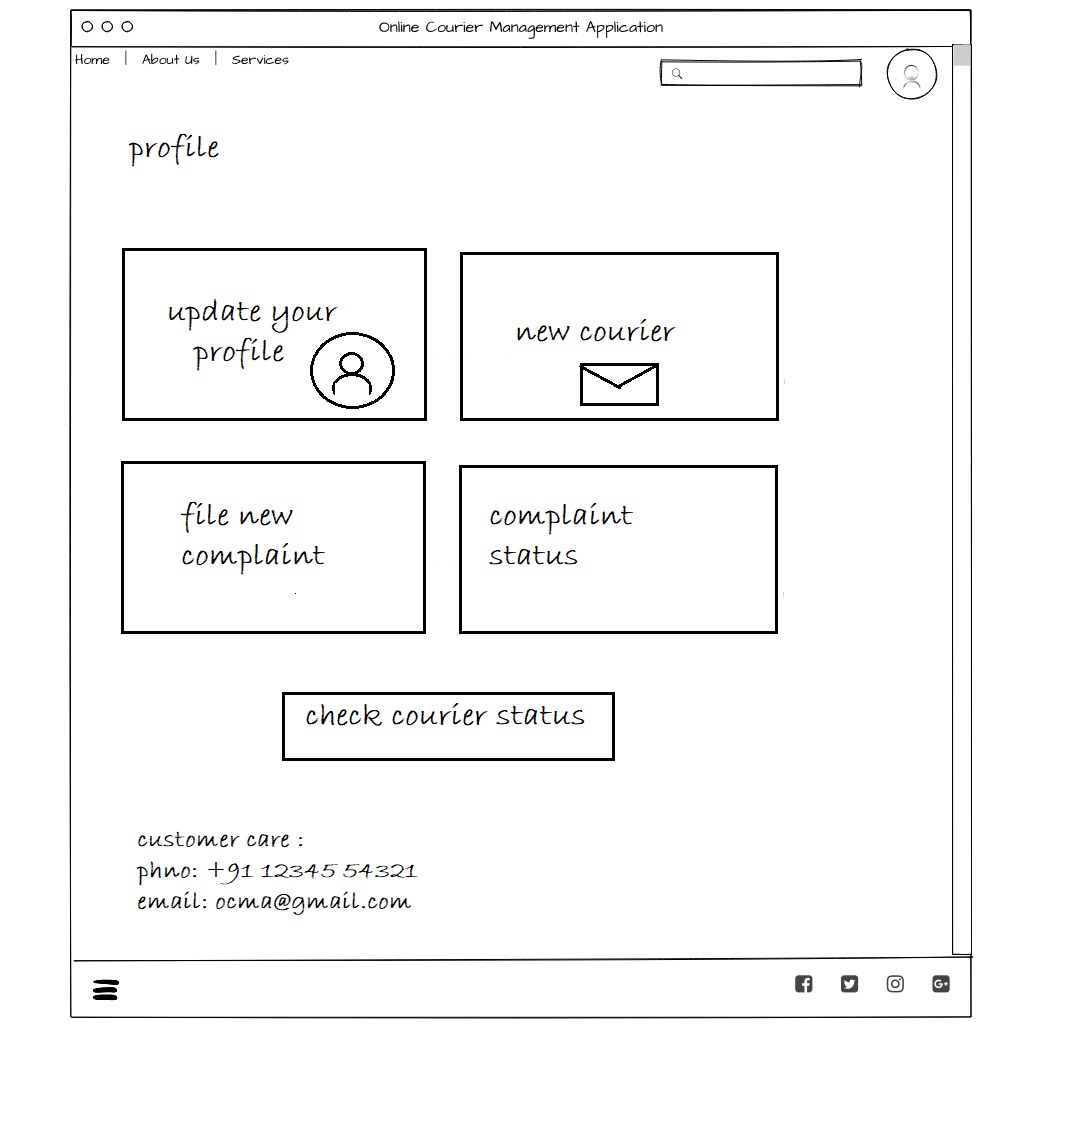 Online Courier Management Application
Home | About Us | Services
profile
update your
profile
new courier
file new
complaint
complaint
status
check courier status
customer care :
phno: +91 12345 54321
email: ocma@gmail.com